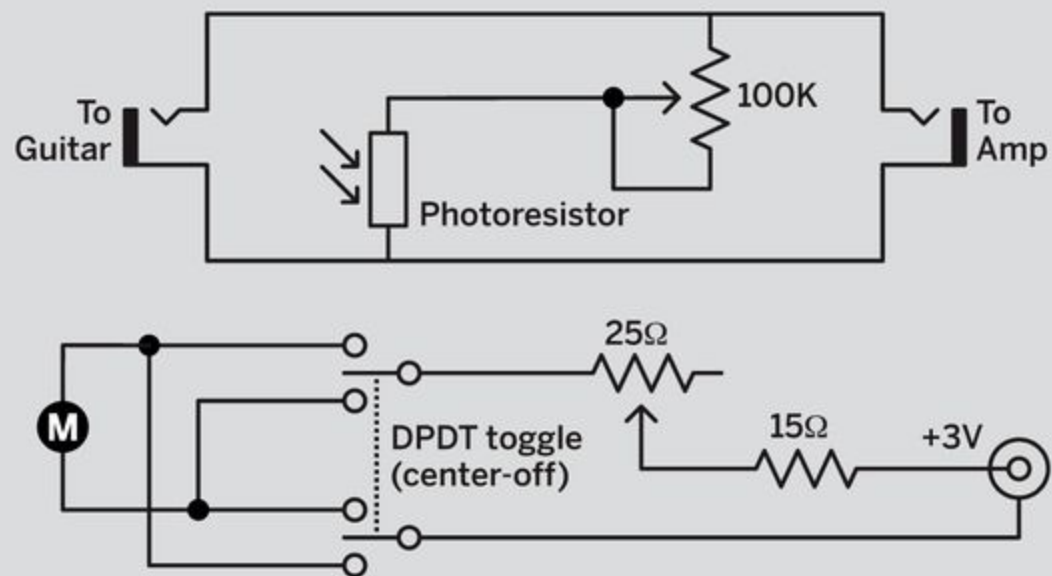 To
Guitar
100K
To
Amp
Photoresistor
25Ω
M
DPDT toggle
(center-off)
15Ω
+3V